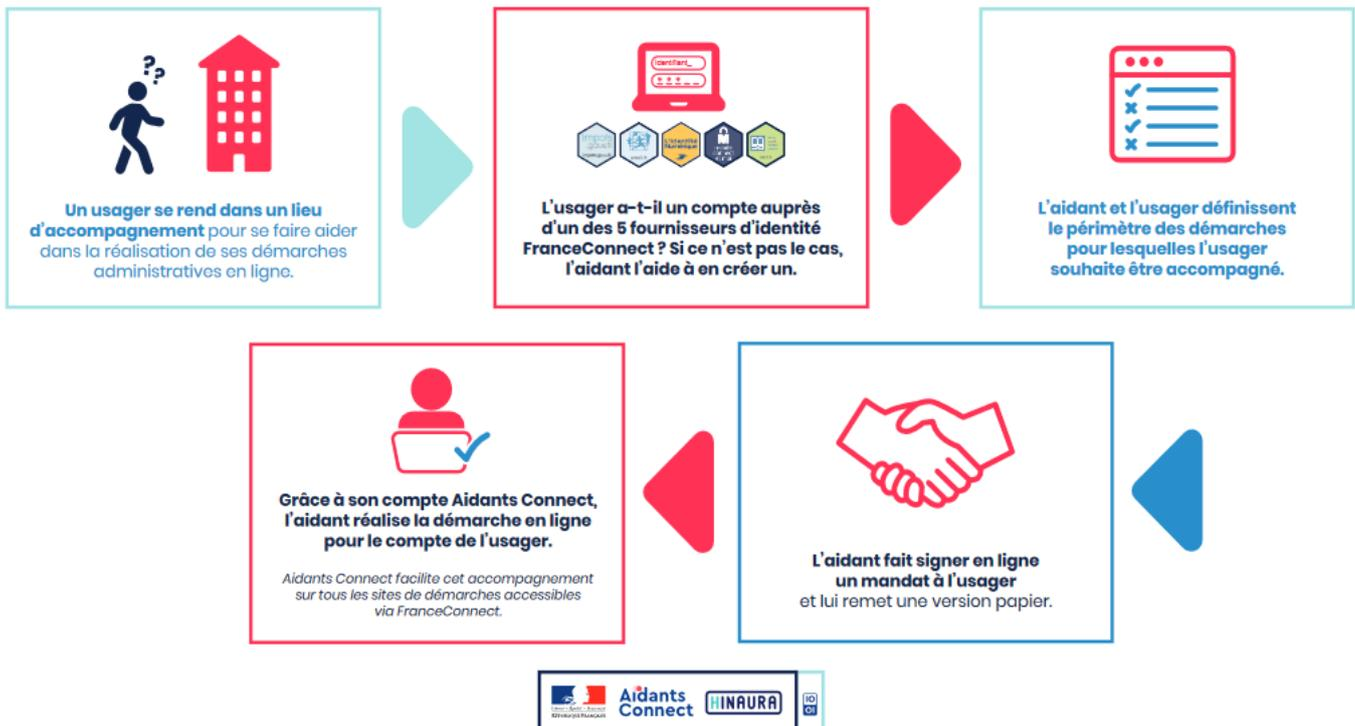 ??
Un usager se rend dans un lieu
d'accompagnement pour se faire aider
dans la réalisation de ses démarches
administratives en ligne.
identifiant_
L'identité
Numérique
L'usager a-t-il un compte auprès
d'un des 5 fournisseurs d'identité
FranceConnect ? Si ce n'est pas le cas,
l'aidant l'aide à en créer un.
L'aidant et l'usager définissent
le périmètre des démarches
pour lesquelles l'usager
souhaite être accompagné.
Grâce à son compte Aidants Connect,
l'aidant réalise la démarche en ligne
pour le compte de l'usager.
Aidants Connect facilite cet accompagnement
sur tous les sites de démarches accessibles
via FranceConnect.
L'aidant fait signer en ligne
un mandat à l'usager
et lui remet une version papier.
RÉPUBLIQUE FRANÇAISE
Aidants
Connect
HINAURA